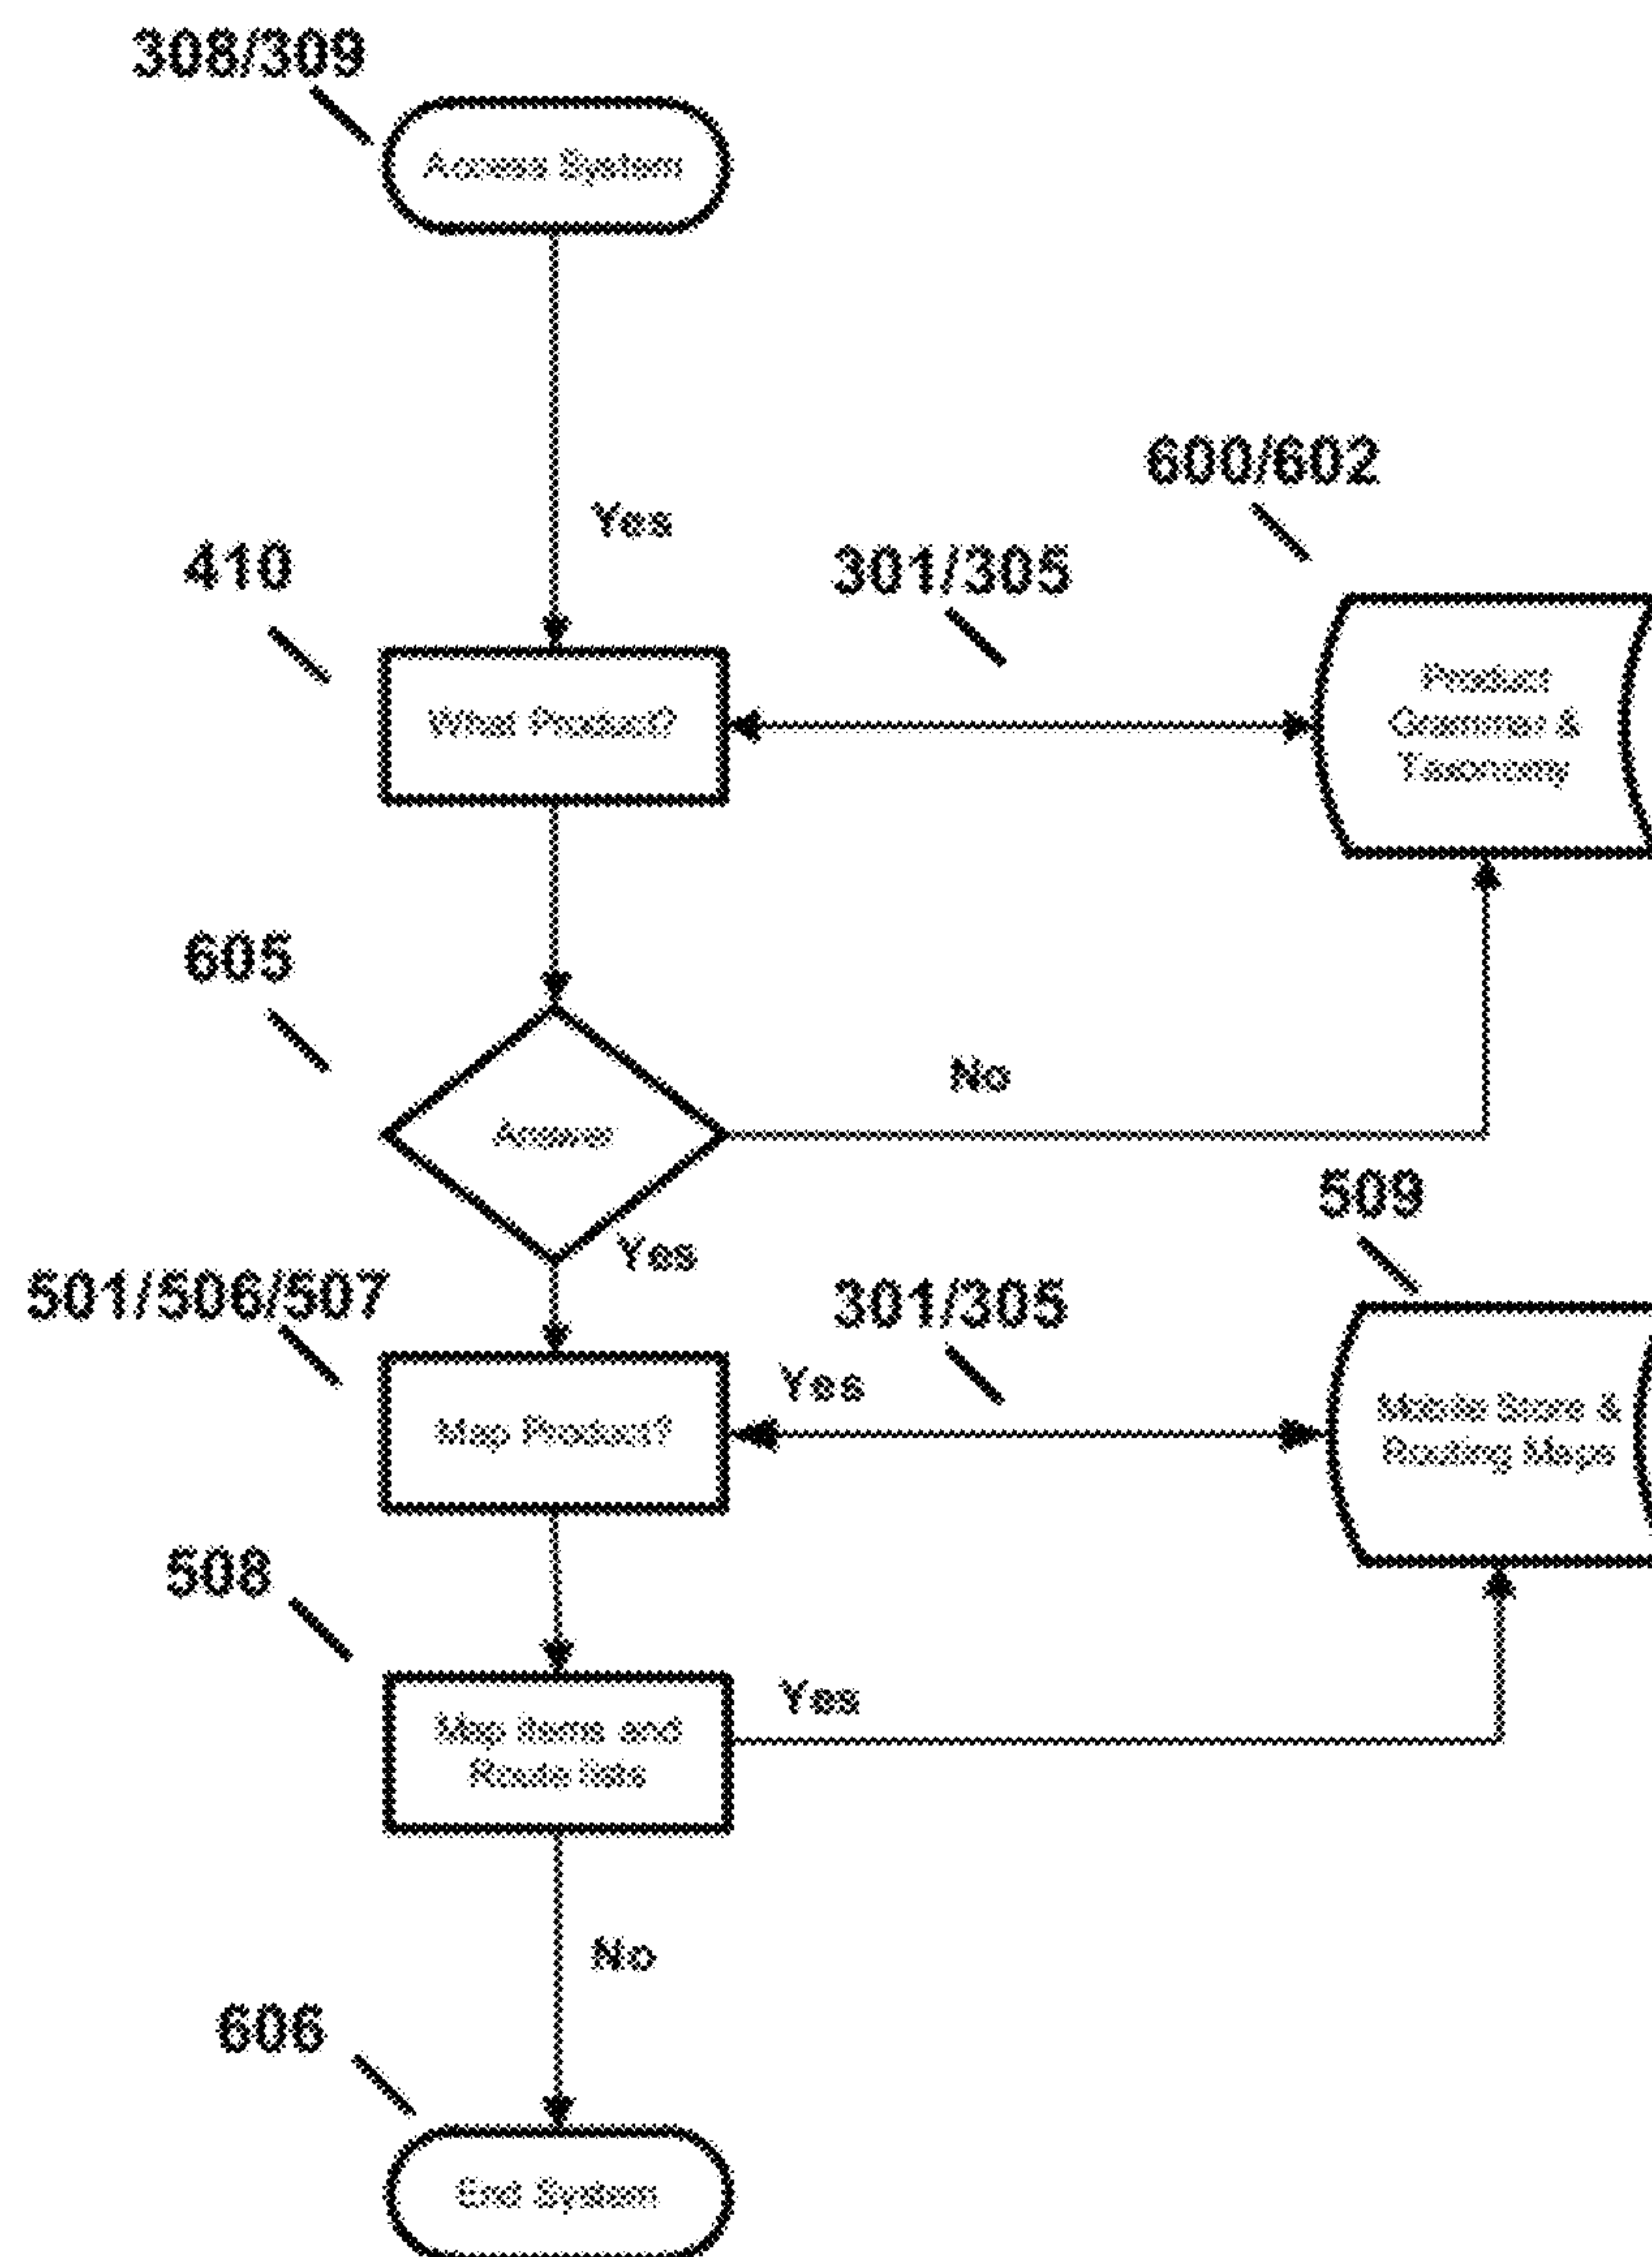 308/309
Access System
Yes
600/602
410
301/305
What Product?
Product
Grammar &
Taxonomy
605
No
Answer
509
Yes
501/506/507
301/305
Yes
Map Product?
Mobile Store &
Routing Maps
508
Yes
Map items and
Route lists
No
606
End System